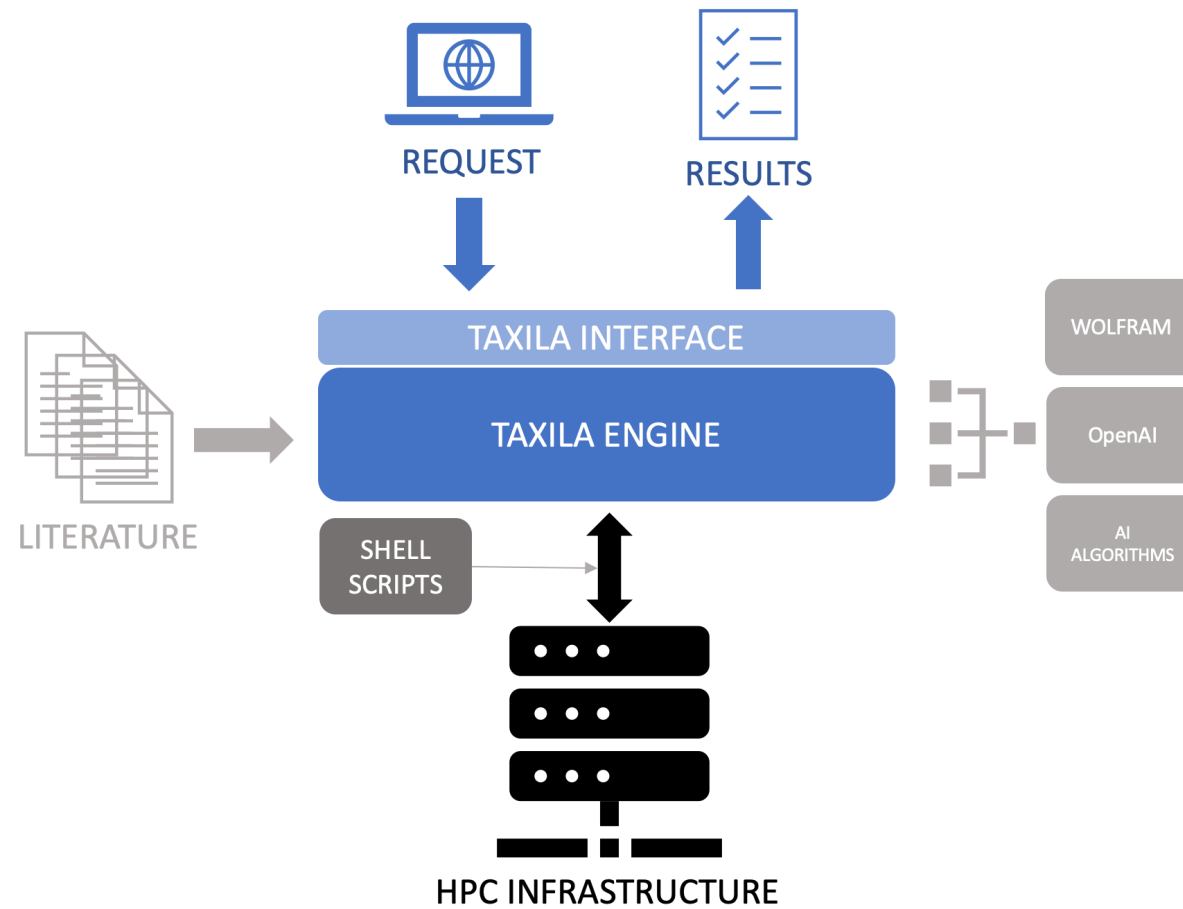 REQUEST
RESULTS
TAXILA INTERFACE
WOLFRAM
TAXILA ENGINE
OpenAI
LITERATURE
SHELL
SCRIPTS
AI
ALGORITHMS
HPC INFRASTRUCTURE